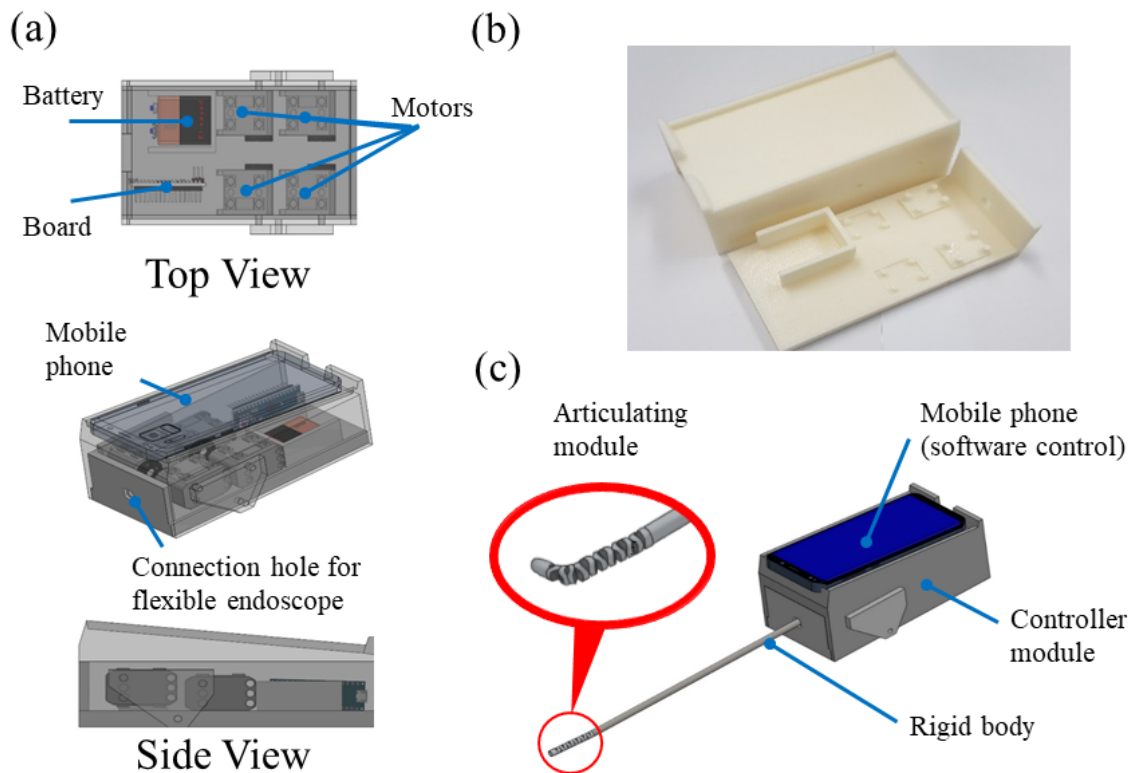 (a)
Battery
Motors
Board
Top View
Mobile
phone
Connection hole for
flexible endoscope
Side View
(b)
(c)
Articulating
module
Mobile phone
(software control)
Controller
module
Rigid body